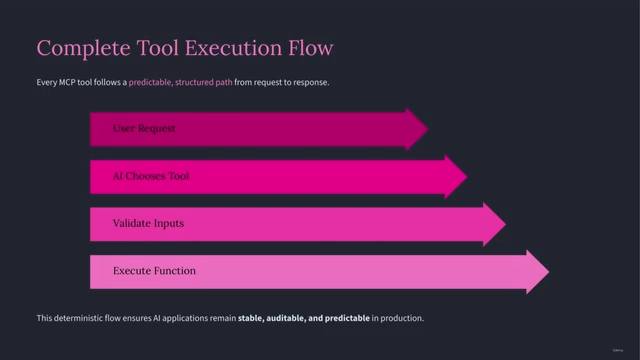 Complete Tool Execution Flow
Every MCP tool follows a predictable, structured path from request to response.
User Request
AI Chooses Tool
Validate Inputs
Execute Function
This deterministic flow ensures AI applications remain stable, auditable, and predictable in production.